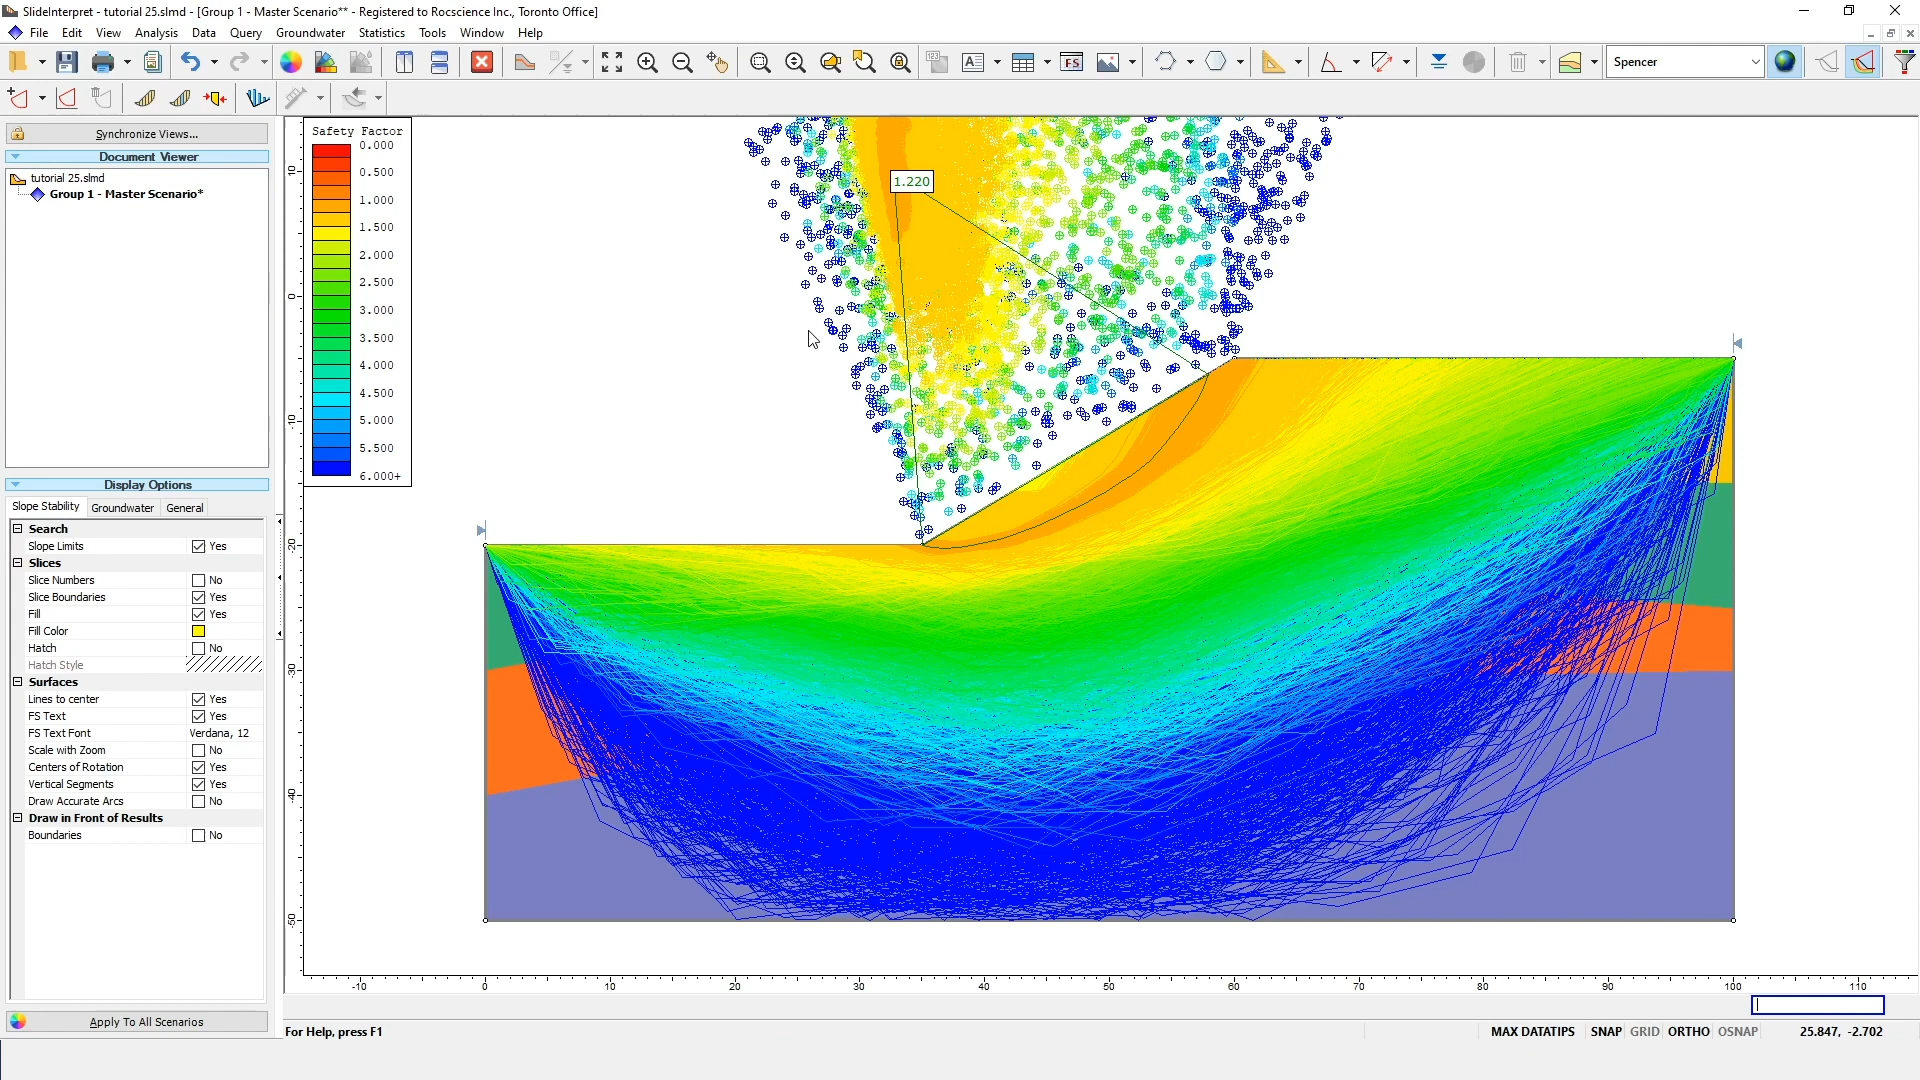 SlideInterpret - tutorial 25.slmd - [Group 1 - Master Scenario** - Registered to Rocscience Inc., Toronto Office]
File Edit View Analysis Data Query Groundwater Statistics Tools Window Help
Spencer
Synchronize Views...
Document Viewer
tutorial 25.slmd
Group 1 - Master Scenario*
Display Options
Slope Stability Groundwater General
Search
Slope Limits Yes
Slices
Slice Numbers No
Slice Boundaries Yes
Fill Yes
Fill Color
Hatch No
Hatch Style
Surfaces
Lines to center Yes
FS Text Yes
FS Text Font Verdana, 12
Scale with Zoom No
Centers of Rotation Yes
Vertical Segments Yes
Draw Accurate Arcs No
Draw in Front of Results
Boundaries No
Apply To All Scenarios
Safety Factor
0.000
0.500
1.000
1.500
2.000
2.500
3.000
3.500
4.000
4.500
5.000
5.500
6.000+
1.220
10
0
-10
-20
-30
-40
-50
-10 0 10 20 30 40 50 60 70 80 90 100 110
For Help, press F1
MAX DATATIPS SNAP GRID ORTHO OSNAP 25.847, -2.702